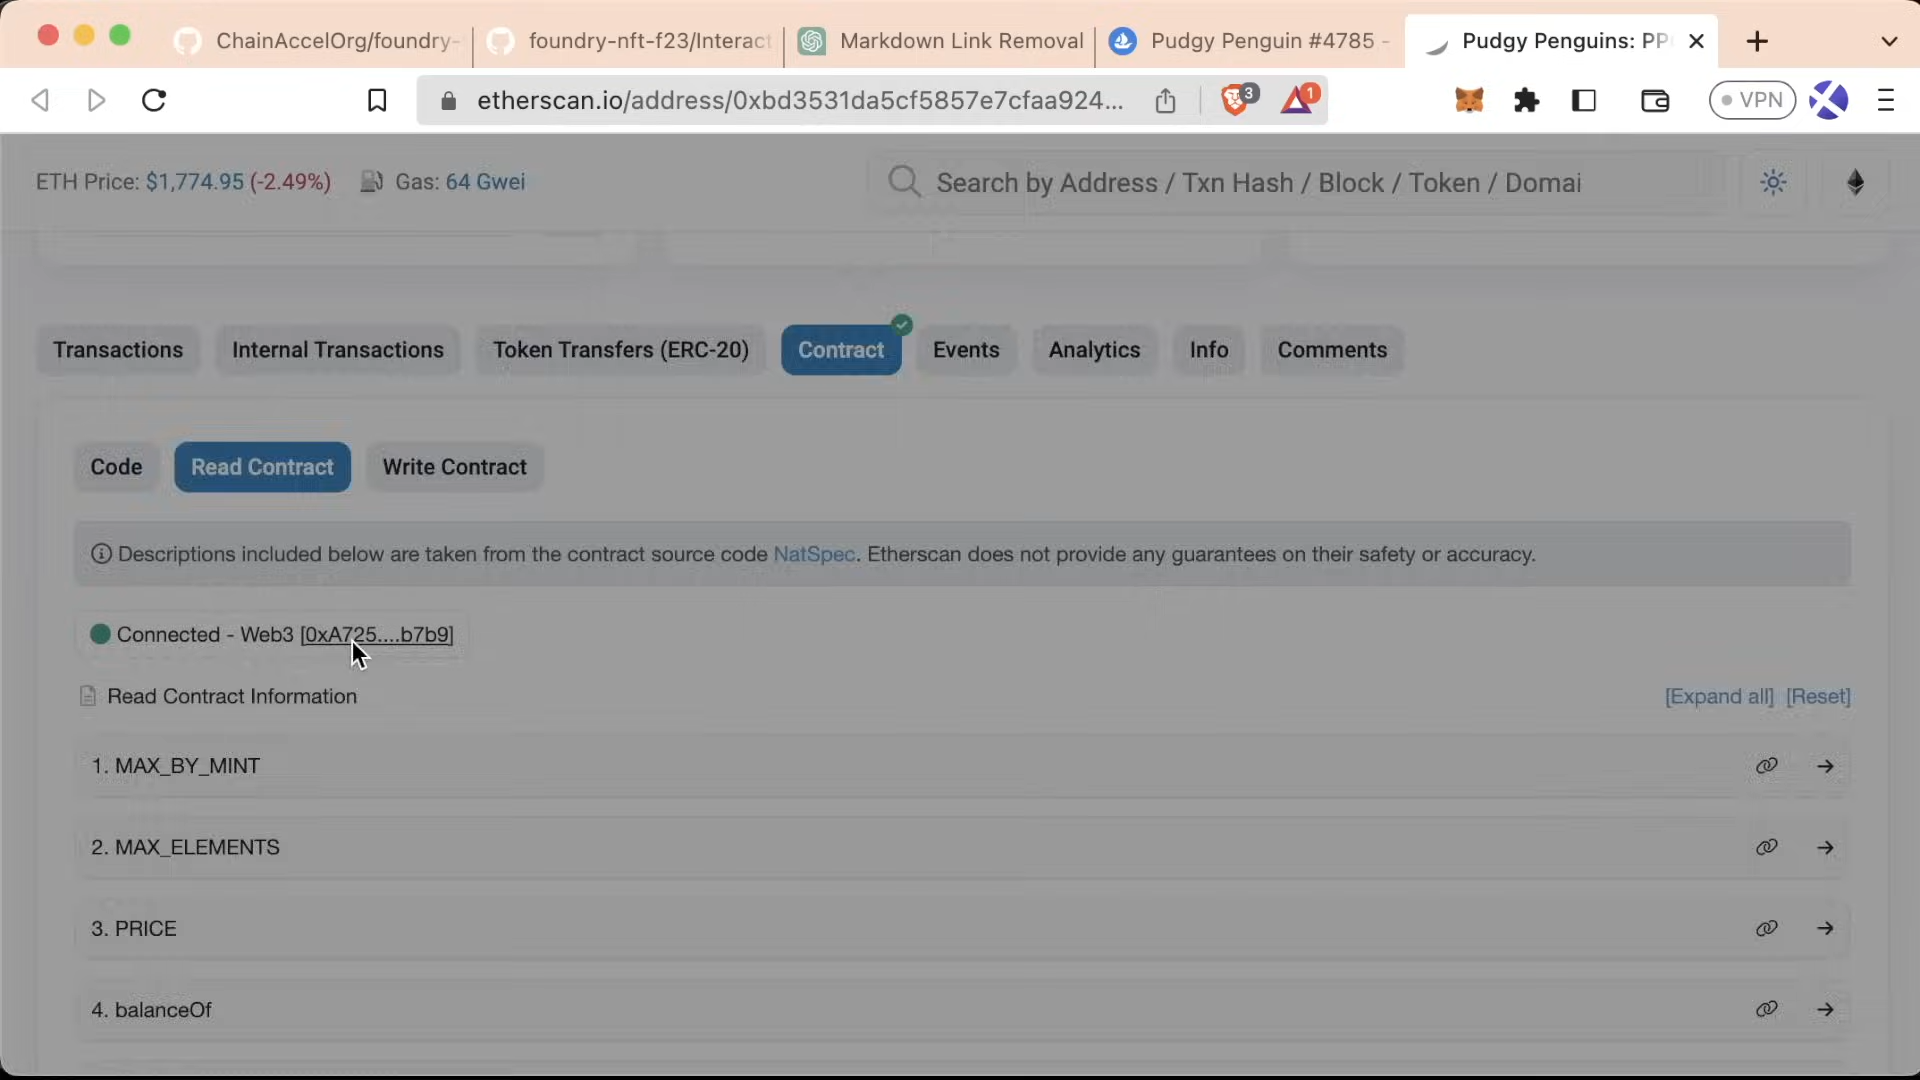 ChainAccelOrg/foundry-
foundry-nft-f23/Interact
Markdown Link Removal
Pudgy Penguin #4785 -
Pudgy Penguins: PP
etherscan.io/address/0xbd3531da5cf5857e7cfaa924...
3
1
VPN
ETH Price: $1,774.95 (-2.49%)
Gas: 64 Gwei
Search by Address / Txn Hash / Block / Token / Domai
Transactions
Internal Transactions
Token Transfers (ERC-20)
Contract
Events
Analytics
Info
Comments
Code
Read Contract
Write Contract
Descriptions included below are taken from the contract source code NatSpec. Etherscan does not provide any guarantees on their safety or accuracy.
Connected - Web3 [0xA725....b7b9]
Read Contract Information
[Expand all] [Reset]
1. MAX_BY_MINT
2. MAX_ELEMENTS
3. PRICE
4. balanceOf